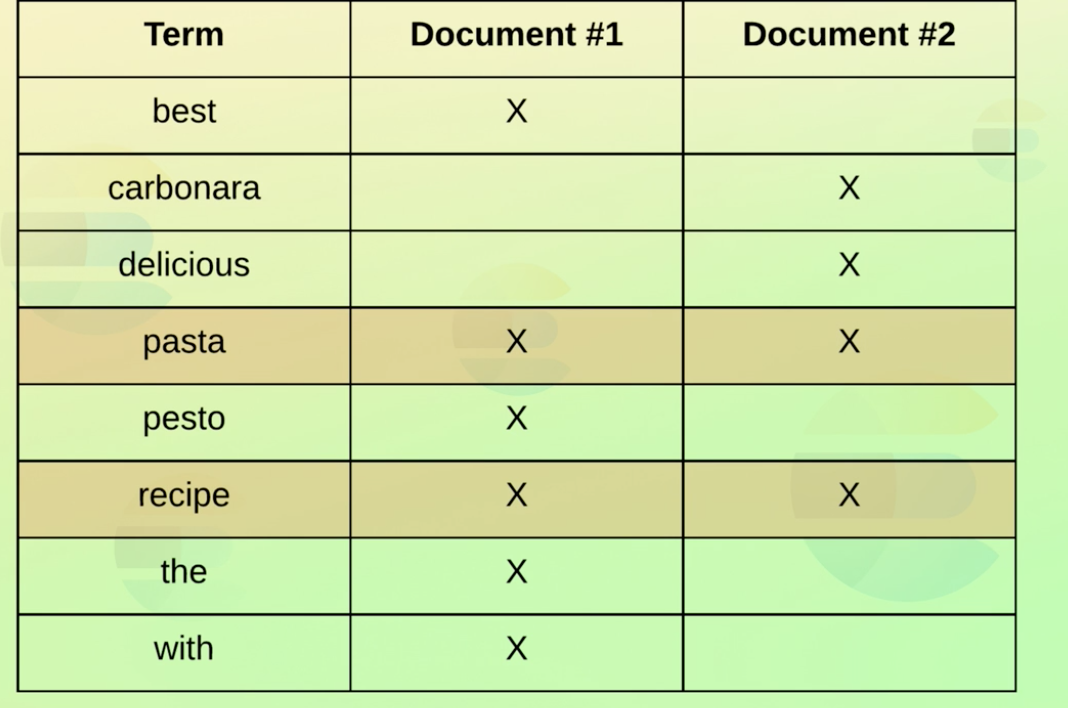 Term Document #1 Document #2
best X
carbonara X
delicious X
pasta X X
pesto X
recipe X X
the X
with X